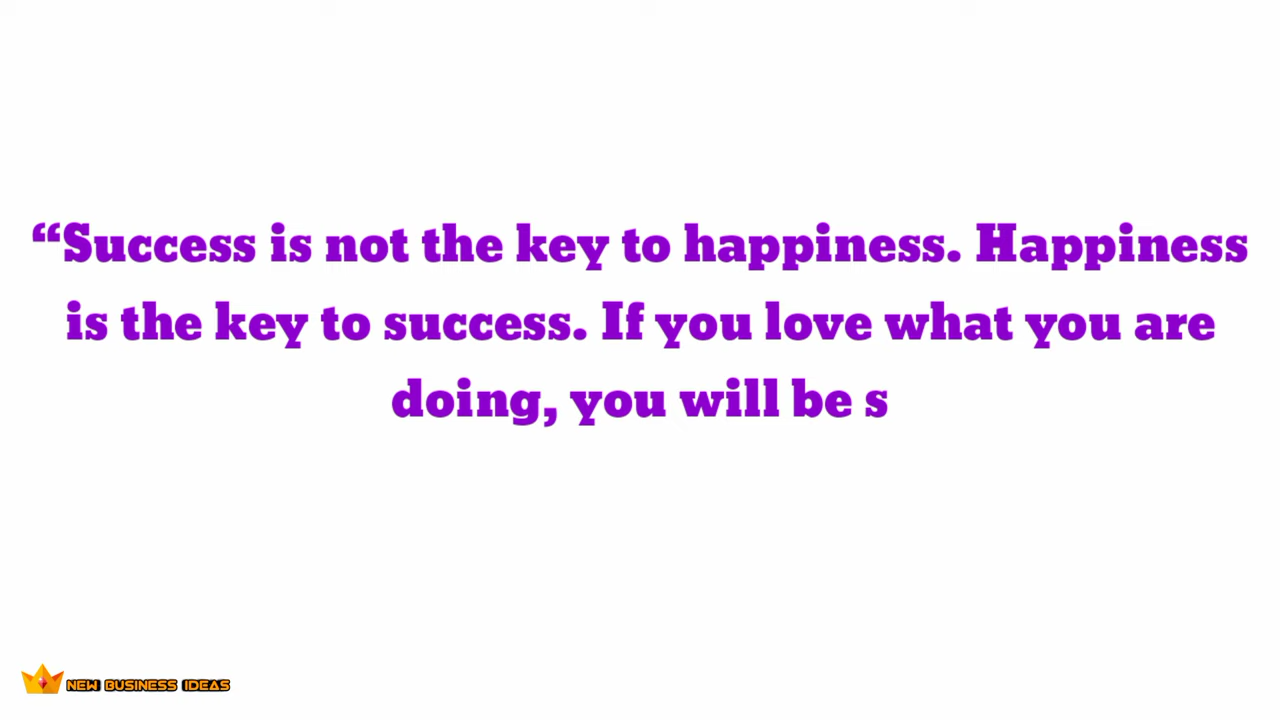 “Success is not the key to happiness. Happiness
is the key to success. If you love what you are
doing, you will be s
NEW BUSINESS IDEAS